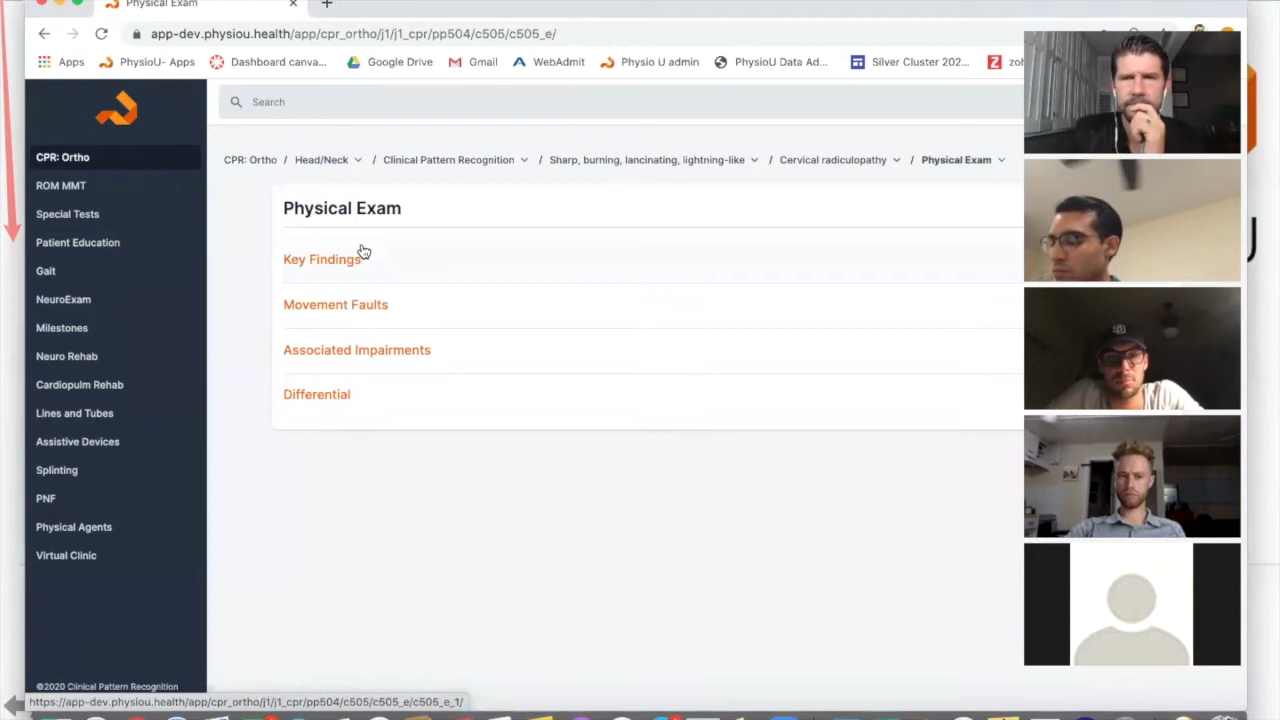 Physical Exam
app-dev.physiou.health/app/cpr_ortho/j1/j1_cpr/pp504/c505/c505_e/
Apps PhysioU- Apps Dashboard canva... Google Drive Gmail WebAdmit Physio U admin PhysioU Data Ad... Silver Cluster 202...
Search
CPR: Ortho / Head/Neck / Clinical Pattern Recognition / Sharp, burning, lancinating, lightning-like / Cervical radiculopathy / Physical Exam
CPR: Ortho
ROM MMT
Special Tests
Patient Education
Gait
NeuroExam
Milestones
Neuro Rehab
Cardiopulm Rehab
Lines and Tubes
Assistive Devices
Splinting
PNF
Physical Agents
Virtual Clinic
Physical Exam
Key Findings
Movement Faults
Associated Impairments
Differential
©2020 Clinical Pattern Recognition
https://app-dev.physiou.health/app/cpr_ortho/j1/j1_cpr/pp504/c505/c505_e/c505_e_1/